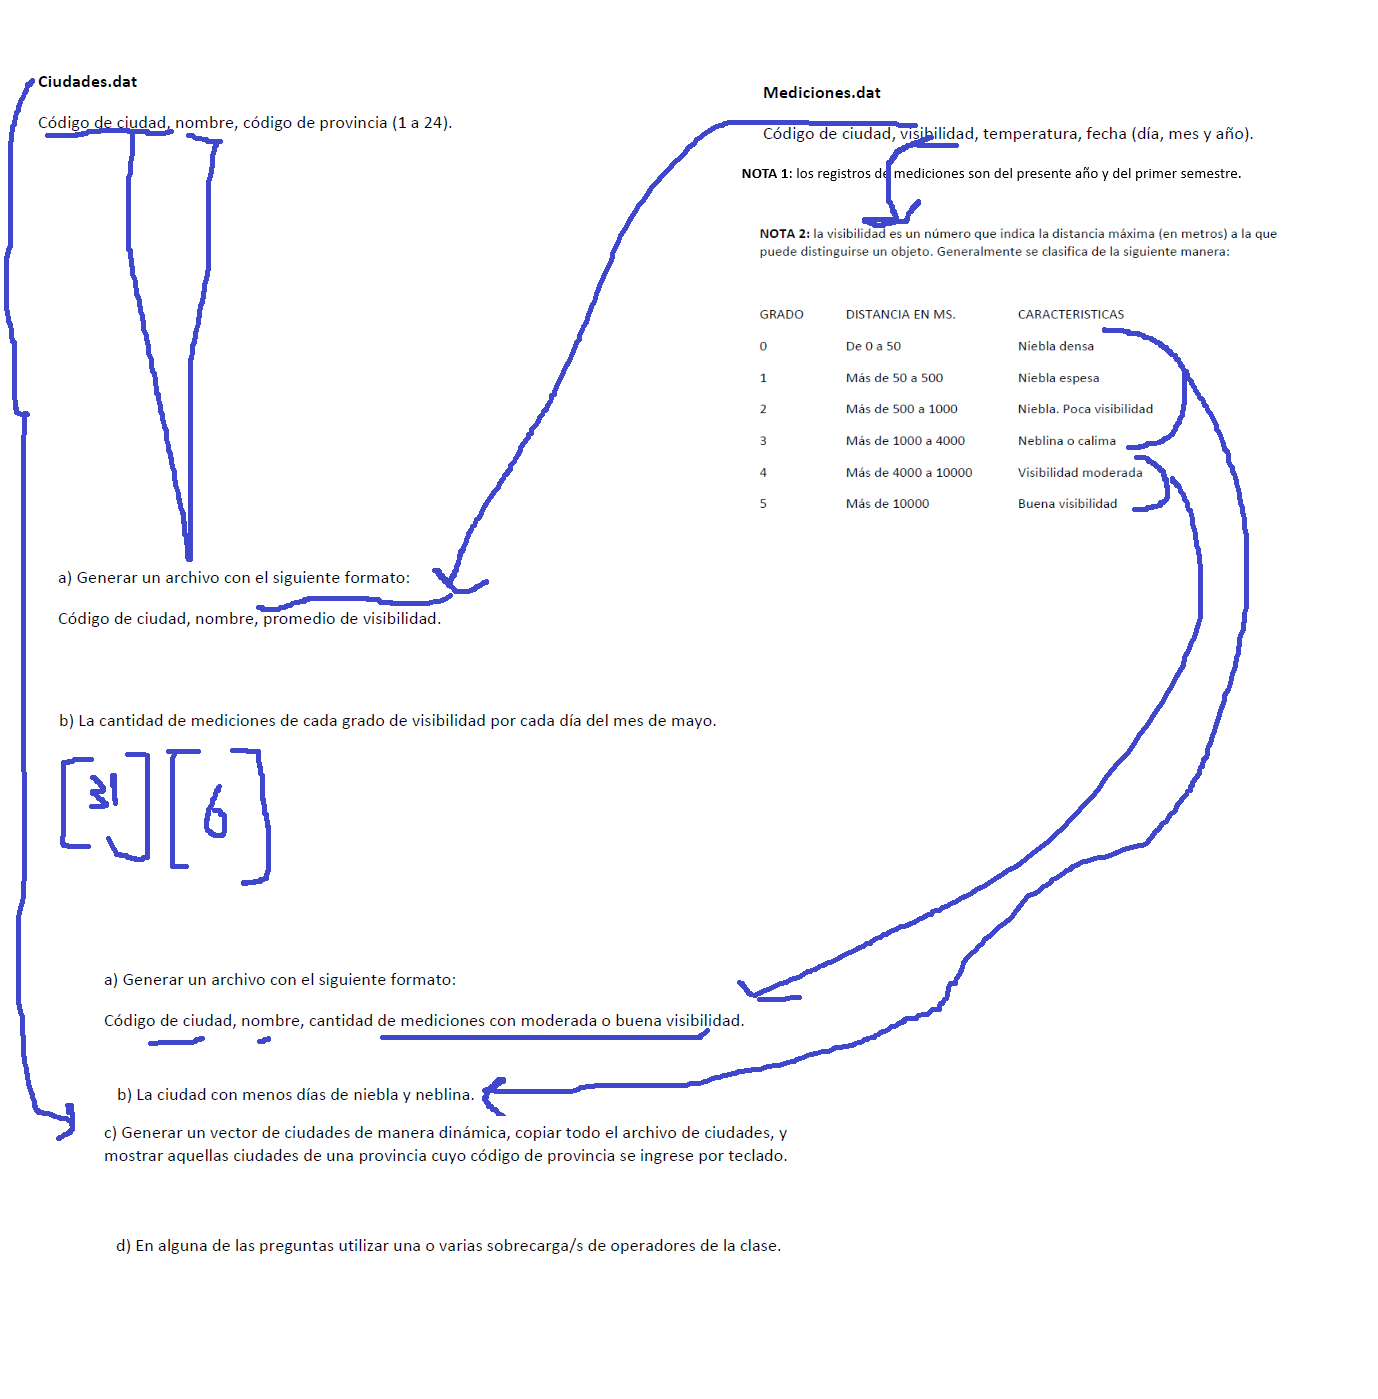 Ciudades.dat
Código de ciudad, nombre, código de provincia (1 a 24).
Mediciones.dat
Código de ciudad, visibilidad, temperatura, fecha (día, mes y año).
NOTA 1: los registros de mediciones son del presente año y del primer semestre.
NOTA 2: la visibilidad es un número que indica la distancia máxima (en metros) a la que
puede distinguirse un objeto. Generalmente se clasifica de la siguiente manera:
GRADO DISTANCIA EN MS. CARACTERISTICAS
0 De 0 a 50 Niebla densa
1 Más de 50 a 500 Niebla espesa
2 Más de 500 a 1000 Niebla. Poca visibilidad
3 Más de 1000 a 4000 Neblina o calima
4 Más de 4000 a 10000 Visibilidad moderada
5 Más de 10000 Buena visibilidad
a) Generar un archivo con el siguiente formato:
Código de ciudad, nombre, promedio de visibilidad.
b) La cantidad de mediciones de cada grado de visibilidad por cada día del mes de mayo.
[31] [6]
a) Generar un archivo con el siguiente formato:
Código de ciudad, nombre, cantidad de mediciones con moderada o buena visibilidad.
b) La ciudad con menos días de niebla y neblina.
c) Generar un vector de ciudades de manera dinámica, copiar todo el archivo de ciudades, y
mostrar aquellas ciudades de una provincia cuyo código de provincia se ingrese por teclado.
d) En alguna de las preguntas utilizar una o varias sobrecarga/s de operadores de la clase.